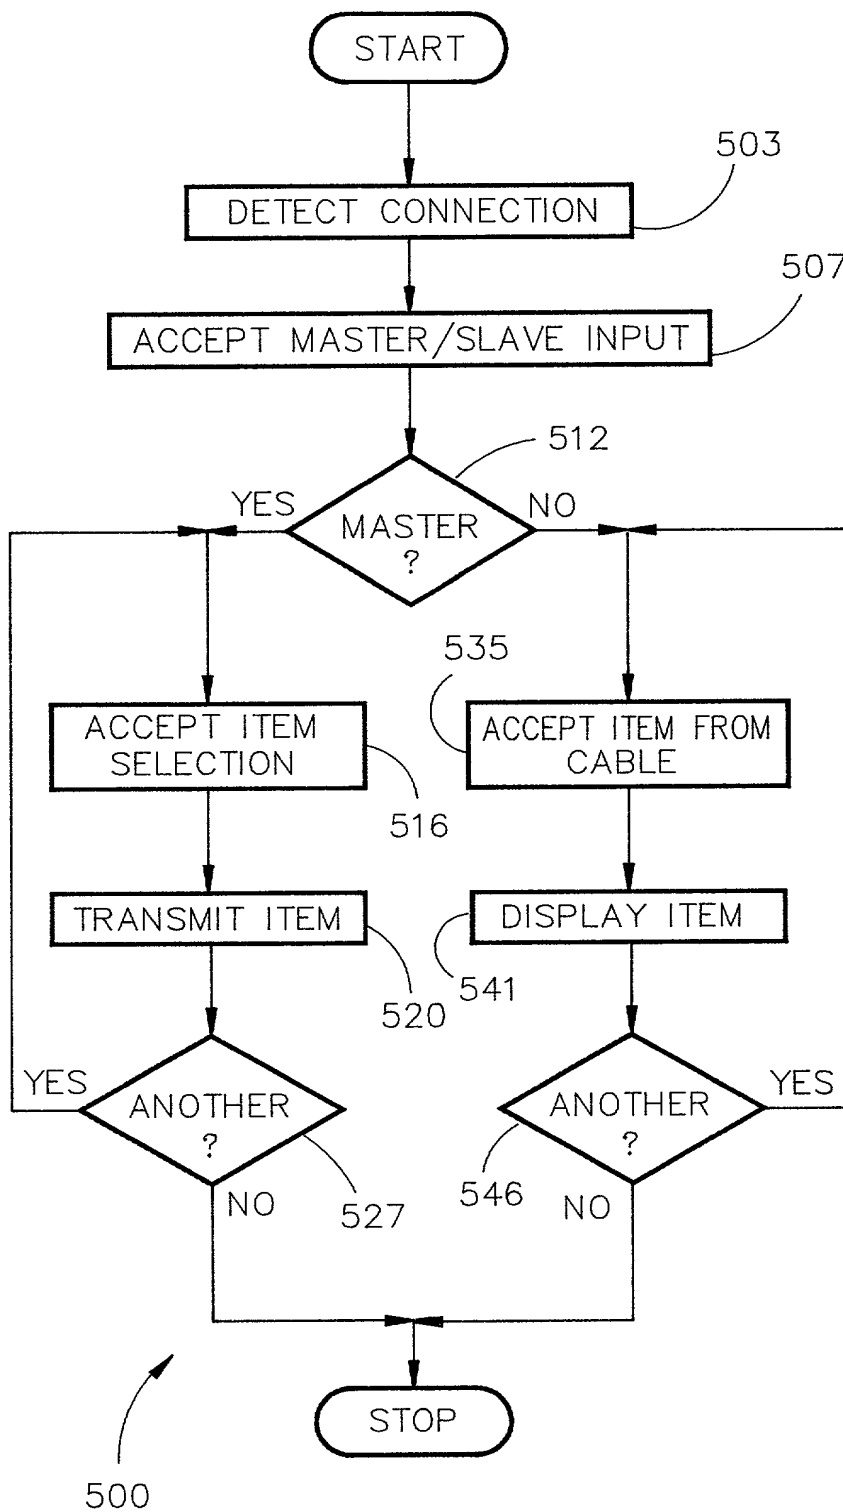 START
503
DETECT CONNECTION
507
ACCEPT MASTER/SLAVE INPUT
512
YES
NO
MASTER
?
535
ACCEPT ITEM
SELECTION
ACCEPT ITEM FROM
CABLE
516
TRANSMIT ITEM
DISPLAY ITEM
520
541
YES
ANOTHER
?
ANOTHER
?
YES
527
546
NO
NO
STOP
500